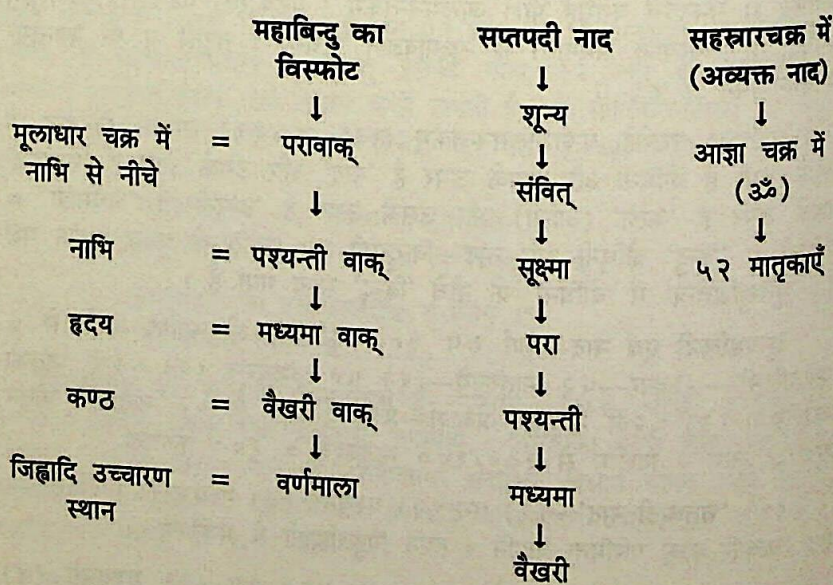 महाबिन्दु का सप्तपदी नाद सहस्रारचक्र में
विस्फोट ↓ (अव्यक्त नाद)
↓ शून्य ↓
मूलाधार चक्र में = परावाक् ↓ आज्ञा चक्र में
नाभि से नीचे
↓ संवित् (ॐ)
↓ ↓
नाभि = पश्यन्ती वाक् सूक्ष्मा ५२ मातृकाएँ
↓ ↓
हृदय = मध्यमा वाक् परा
↓ ↓
कण्ठ = वैखरी वाक् पश्यन्ती
↓ ↓
जिह्वादि उच्चारण = वर्णमाला मध्यमा
स्थान
↓
वैखरी